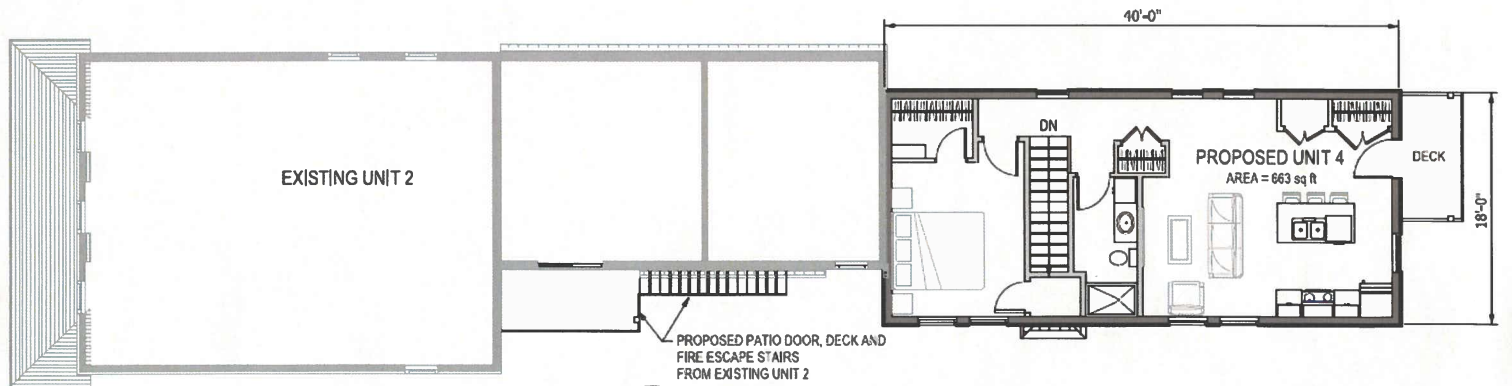 40'-0"
EXISTING UNIT 2
DN
PROPOSED UNIT 4
AREA = 663 sq ft
DECK
18'-0"
PROPOSED PATIO DOOR, DECK AND
FIRE ESCAPE STAIRS
FROM EXISTING UNIT 2